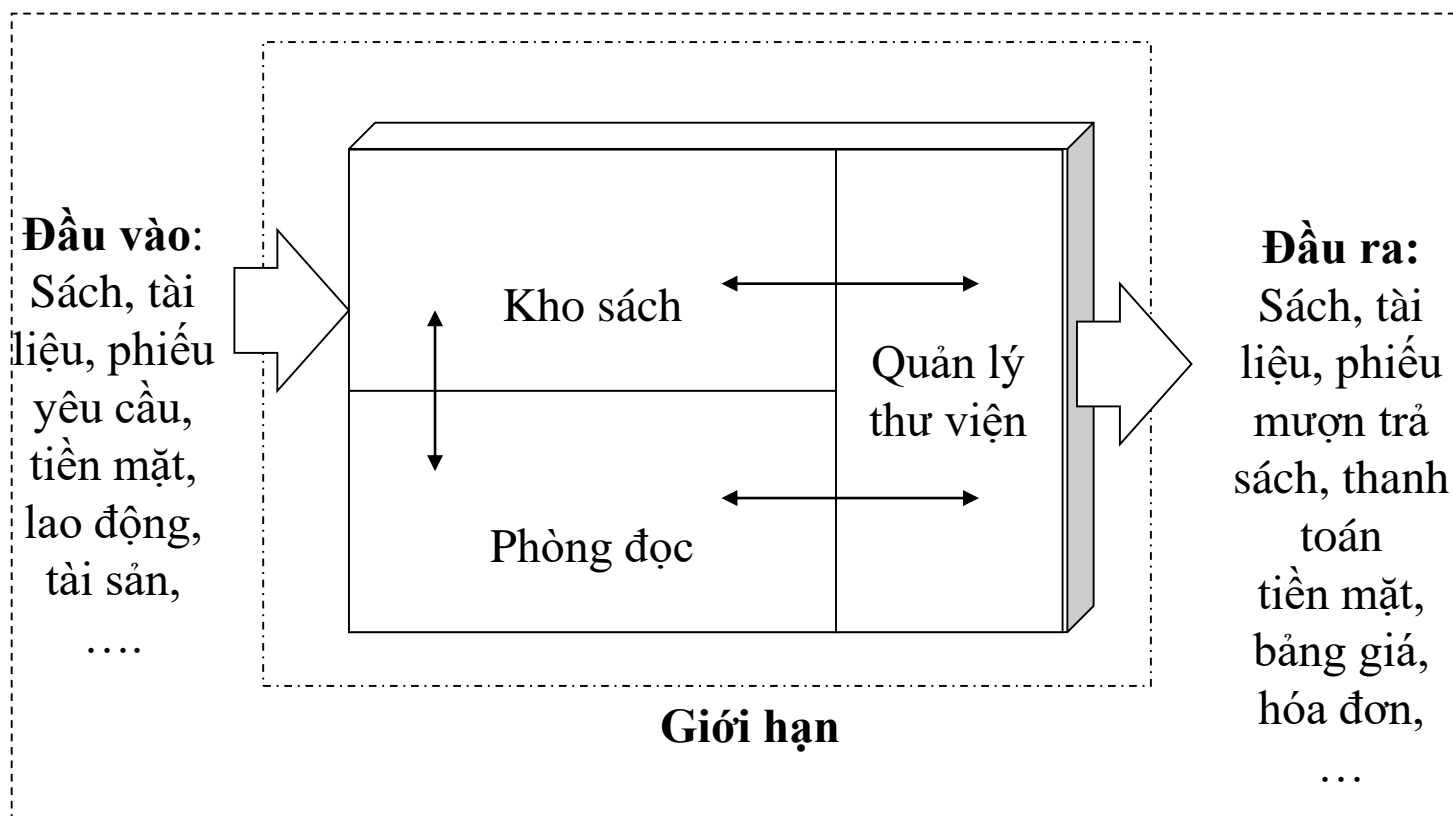 Đầu vào:
Sách, tài
liệu, phiếu
yêu cầu,
tiền mặt,
lao động,
tài sản,
….
Kho sách
Phòng đọc
Quản lý
thư viện
Giới hạn
Đầu ra:
Sách, tài
liệu, phiếu
mượn trả
sách, thanh
toán
tiền mặt,
bảng giá,
hóa đơn,
…